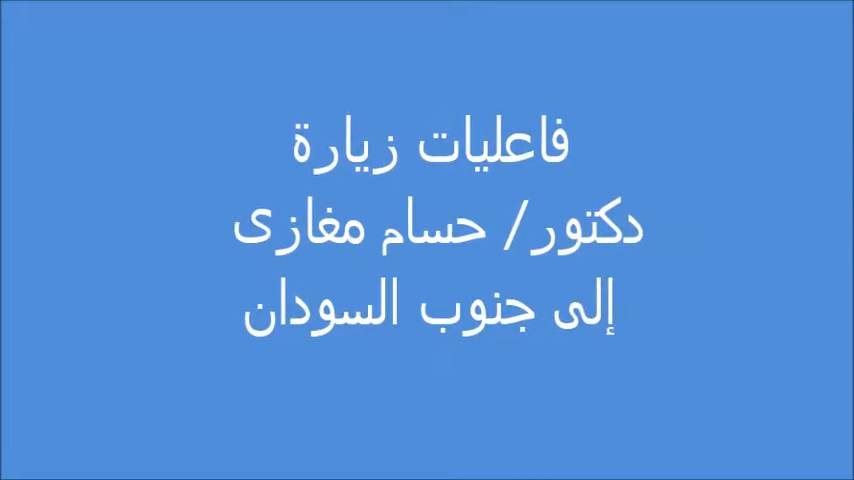 فاعليات زيارة
دكتور/ حسام مغازى
إلى جنوب السودان